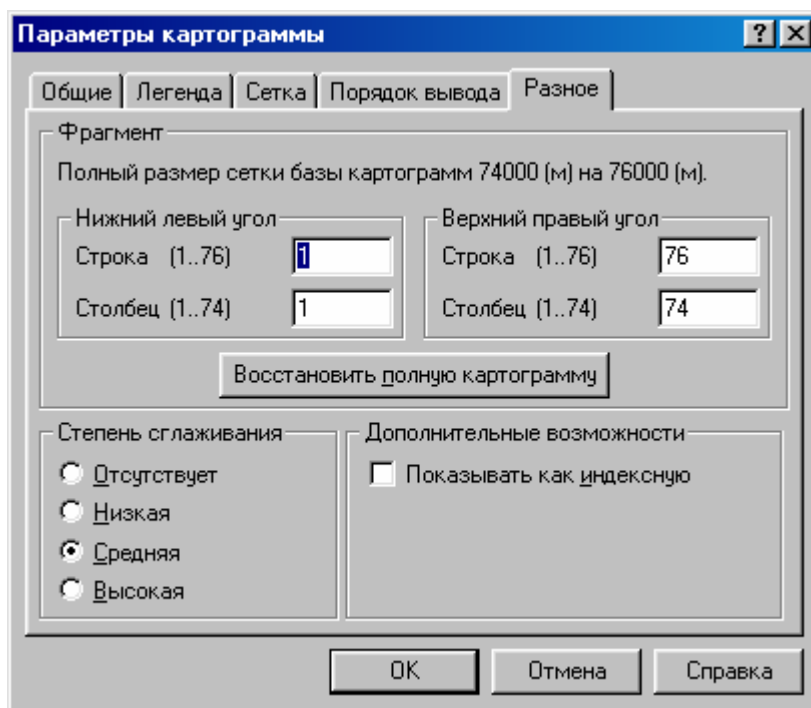 Параметры картограммы
Общие Легенда Сетка Порядок вывода Разное
Фрагмент
Полный размер сетки базы картограмм 74000 (м) на 76000 (м).
Нижний левый угол
Строка (1..76) 1
Столбец (1..74) 1
Верхний правый угол
Строка (1..76) 76
Столбец (1..74) 74
Восстановить полную картограмму
Степень сглаживания
Отсутствует
Низкая
Средняя
Высокая
Дополнительные возможности
Показывать как индексную
OK Отмена Справка